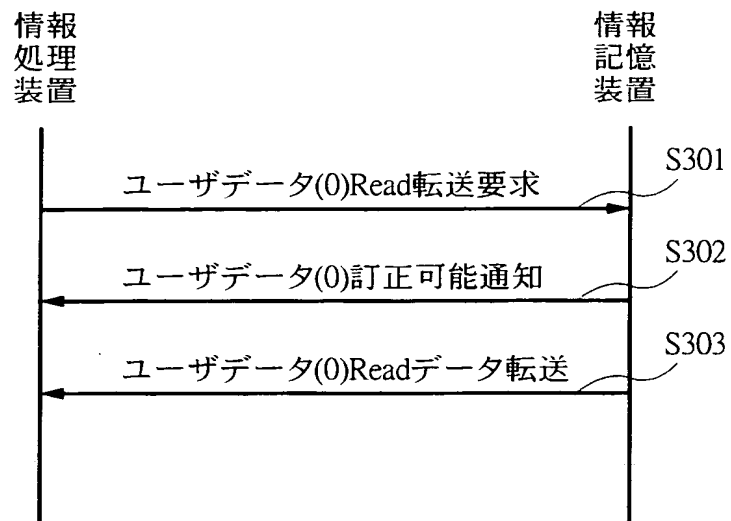 情報
処理
装置
情報
記憶
装置
S301
ユーザデータ(0)Read転送要求
S302
ユーザデータ(0)訂正可能通知
S303
ユーザデータ(0)Readデータ転送